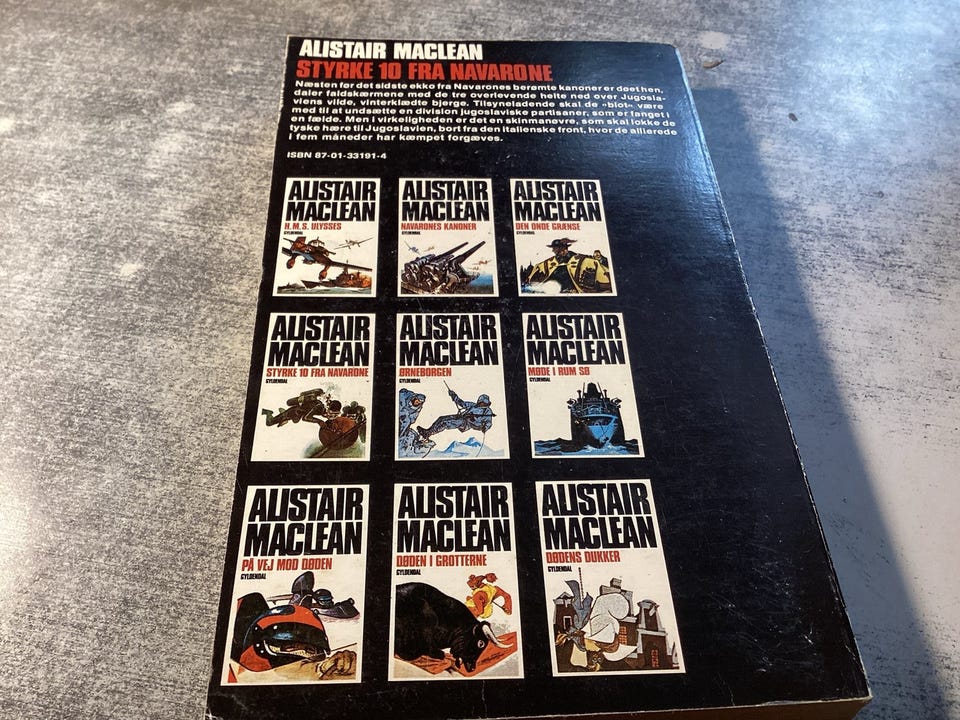 ALISTAIR MACLEAN
STYRKE 10 FRA NAVARONE
Næsten før det sidste ekko fra Navarones berømte kanoner er døet hen,
daler faldskærmene med de tre overlevende helte ned over Jugosla-
viens vilde, vinterklædte bjerge. Tilsyneladende skal de »blot« være
med til at undsætte en division jugoslaviske partisaner, som er fanget i
en fælde. Men i virkeligheden er det en skinmanøvre, som skal lokke de
tyske hære til Jugoslavien, bort fra den italienske front, hvor de allierede
i fem måneder har kæmpet forgæves.
ISBN 87-01-33191-4
ALISTAIR
MACLEAN
H.M.S. ULYSSES
GYLDENDAL
ALISTAIR
MACLEAN
NAVARONES KANONER
GYLDENDAL
ALISTAIR
MACLEAN
DEN ONDE GRÆNSE
GYLDENDAL
ALISTAIR
MACLEAN
STYRKE 10 FRA NAVARONE
GYLDENDAL
ALISTAIR
MACLEAN
ØRNEBORGEN
GYLDENDAL
ALISTAIR
MACLEAN
MØDE I RUM SØ
GYLDENDAL
ALISTAIR
MACLEAN
PÅ VEJ MOD DØDEN
GYLDENDAL
ALISTAIR
MACLEAN
DØDEN I GROTTERNE
GYLDENDAL
ALISTAIR
MACLEAN
DØDENS DUKKER
GYLDENDAL